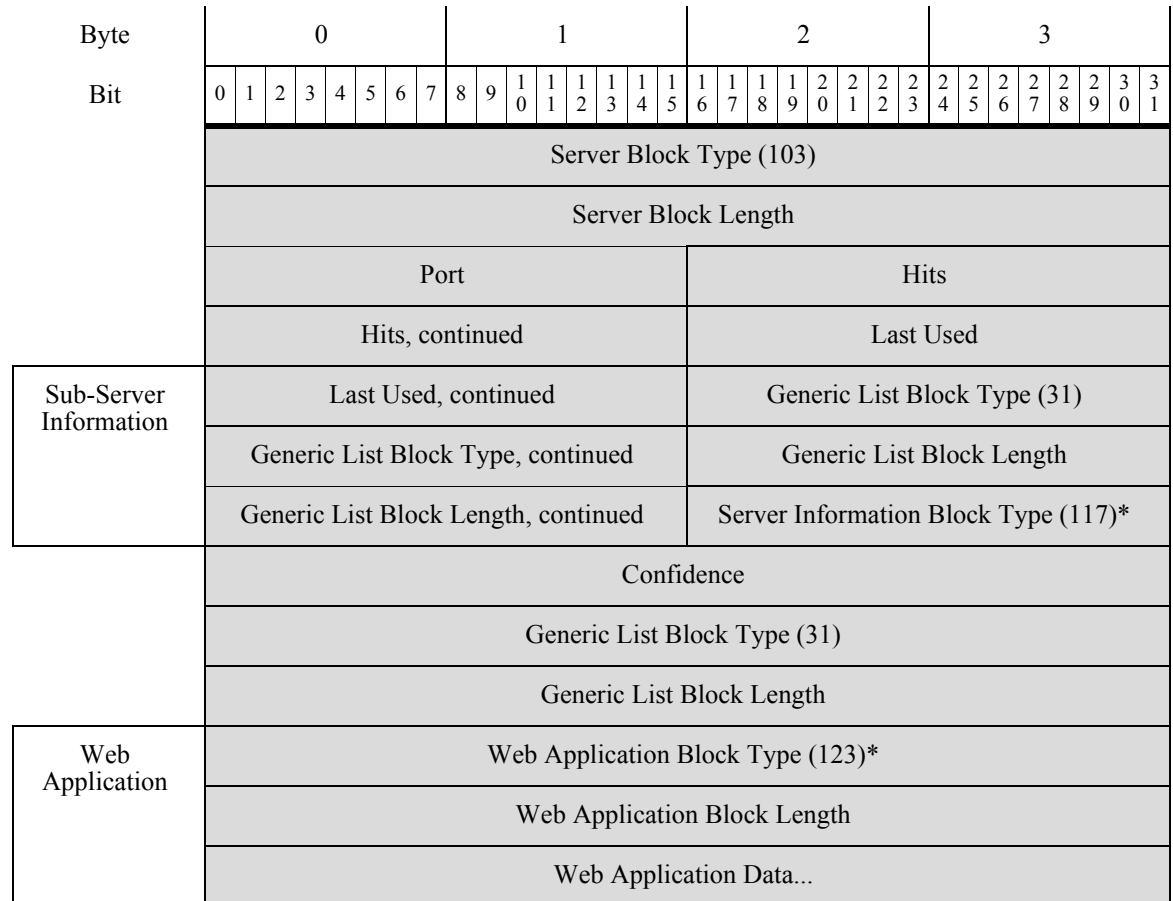 Byte 0 1 2 3
Bit 0 1 2 3 4 5 6 7 8 9 10 11 12 13 14 15 16 17 18 19 20 21 22 23 24 25 26 27 28 29 30 31
Server Block Type (103)
Server Block Length
Port Hits
Hits, continued Last Used
Sub-Server
Information
Last Used, continued Generic List Block Type (31)
Generic List Block Type, continued Generic List Block Length
Generic List Block Length, continued Server Information Block Type (117)*
Confidence
Generic List Block Type (31)
Generic List Block Length
Web
Application
Web Application Block Type (123)*
Web Application Block Length
Web Application Data...